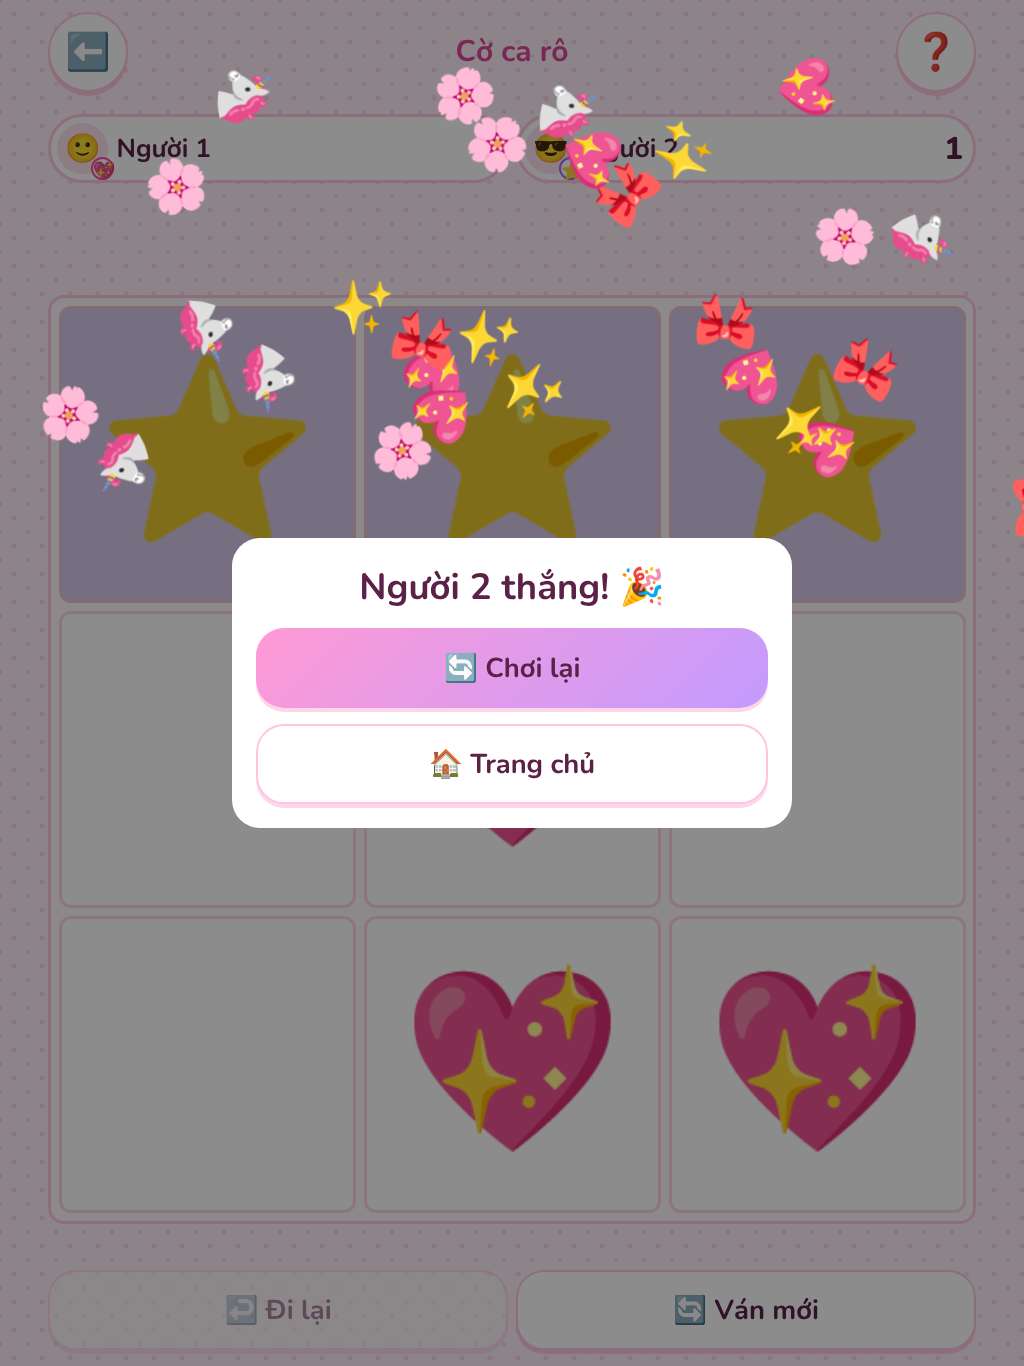 Cờ ca rô
Người 1
1
Người 2 thắng!
Chơi lại
Trang chủ
Đi lại
Ván mới